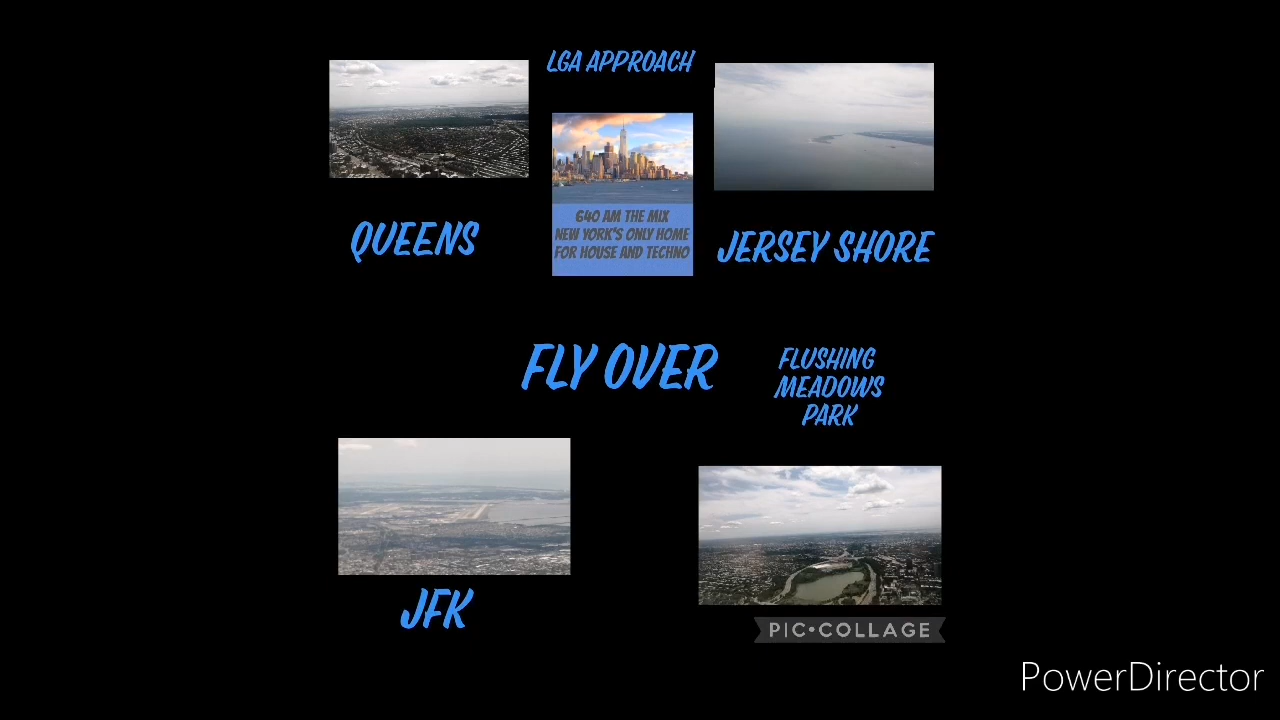 LGA APPROACH
640 AM THE MIX
NEW YORK'S ONLY HOME
FOR HOUSE AND TECHNO
QUEENS
JERSEY SHORE
FLY OVER
FLUSHING
MEADOWS
PARK
JFK
PIC•COLLAGE
PowerDirector